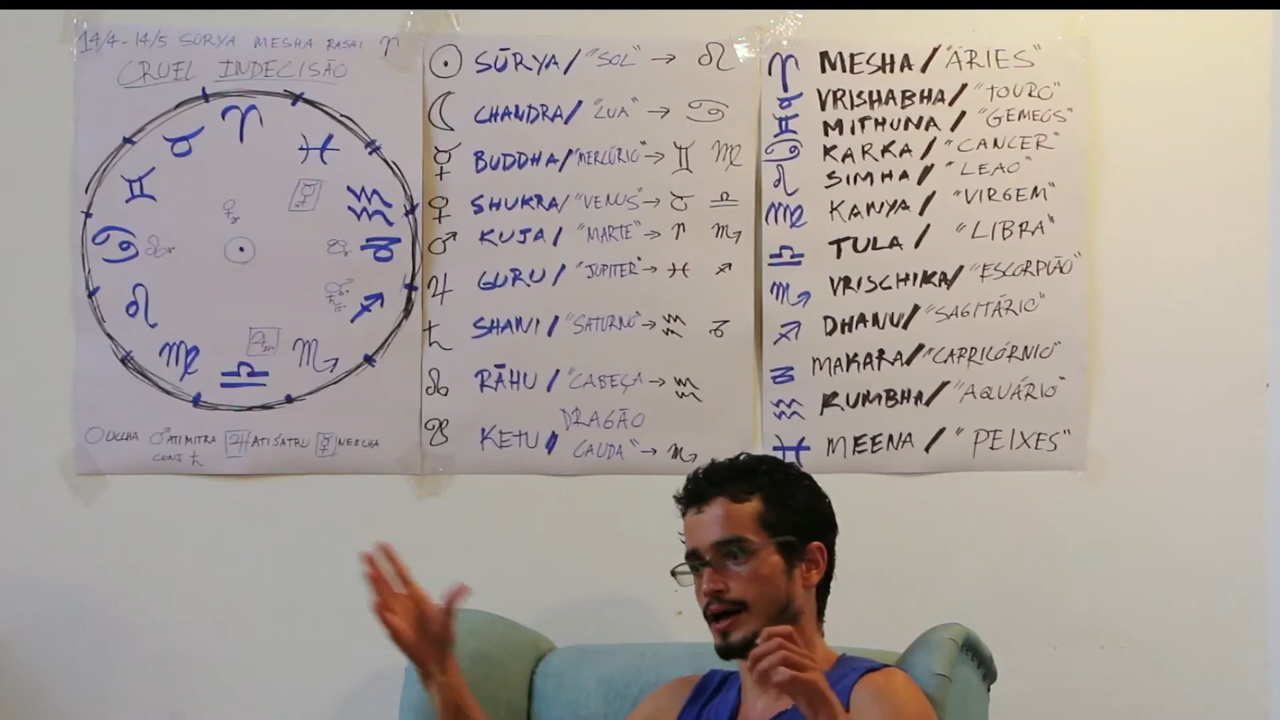 14/4-14/5 SŪRYA MESHA RASHI ♈
CRUEL INDECISÃO
♈
♉ ♓
♊ ☿
♀ ♒
♋ ☊ ☉ ☋ ♑
♌ ♐
♍ ♃ ♏
♎
UCCHA ♂ATIMITRA ♃ATISATRU ☿NEECHA
CONJ ♄
☉ SŪRYA/ "SOL" → ♌
☾ CHANDRA/ "LUA" → ♋
☿ BUDDHA/ "MERCÚRIO" → ♊ ♍
♀ SHUKRA/ "VENUS" → ♉ ♎
♂ KUJA/ "MARTE" → ♈ ♏
♃ GURU/ "JUPITER" → ♓ ♐
♄ SHANI/ "SATURNO" → ♒ ♑
☊ RĀHU/ "CABEÇA → ♒
DRAGÃO
☋ KETU/ CAUDA" → ♏
♈ MESHA/ "ÁRIES"
♉ VRISHABHA/ "TOURO"
♊ MITHUNA/ "GEMEOS"
♋ KARKA/ "CANCER"
♌ SIMHA/ "LEAO"
♍ KANYA/ "VIRGEM"
♎ TULA/ "LIBRA"
♏ VRISCHIKA/ "ESCORPIÃO"
♐ DHANU/ "SAGITÁRIO"
♑ MAKARA/ "CAPRICÓRNIO"
♒ KUMBHA/ "AQUÁRIO"
♓ MEENA/ "PEIXES"